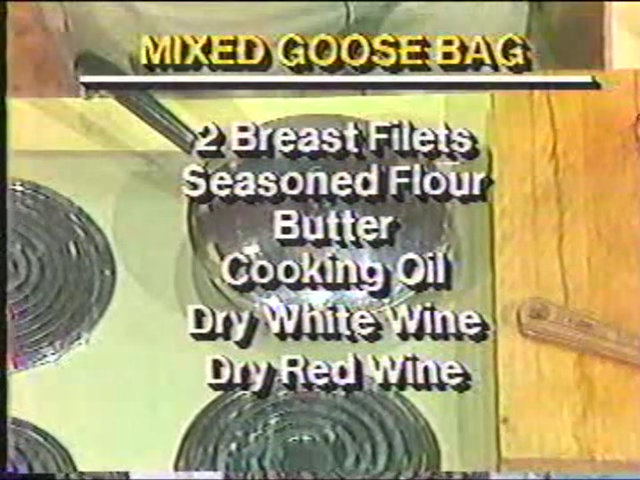 MIXED GOOSE BAG
2 Breast Filets
Seasoned Flour
Butter
Cooking Oil
Dry White Wine
Dry Red Wine